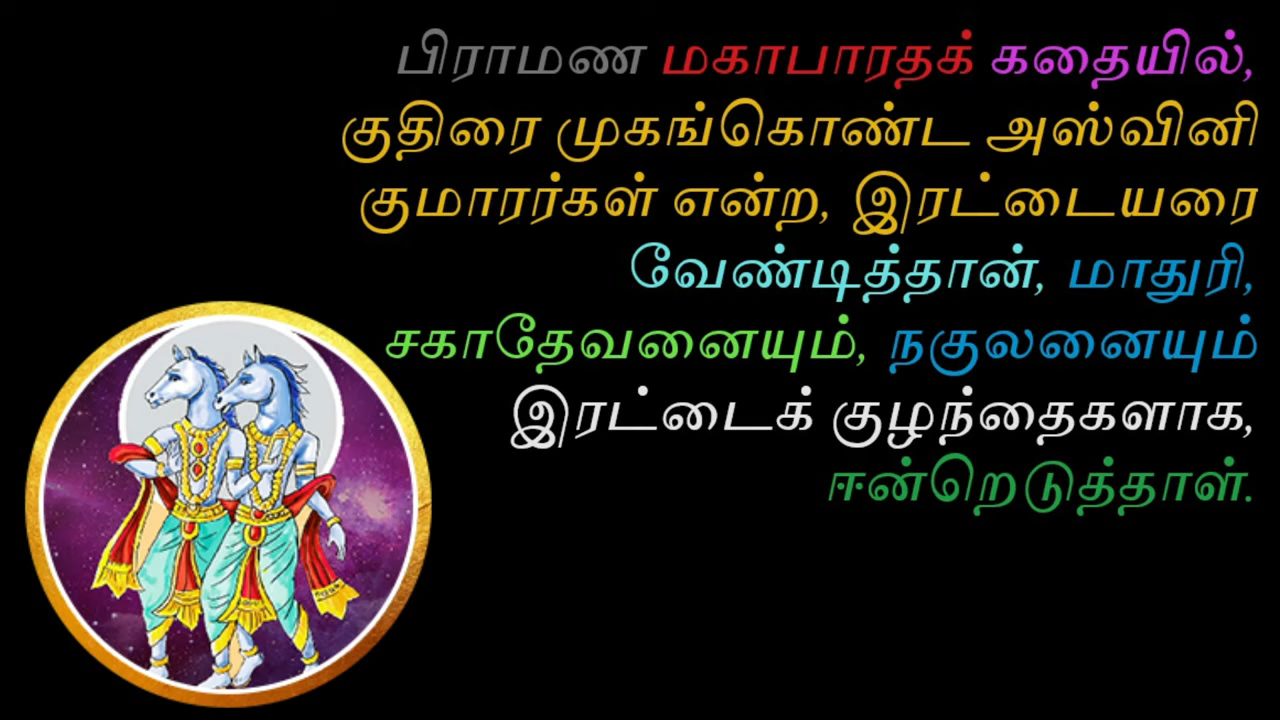 பிராமண மகாபாரதக் கதையில்,
குதிரை முகங்கொண்ட அஸ்வினி
குமாரர்கள் என்ற, இரட்டையரை
வேண்டித்தான், மாதுரி,
சகாதேவனையும், நகுலனையும்
இரட்டைக் குழந்தைகளாக,
ஈன்றெடுத்தாள்.